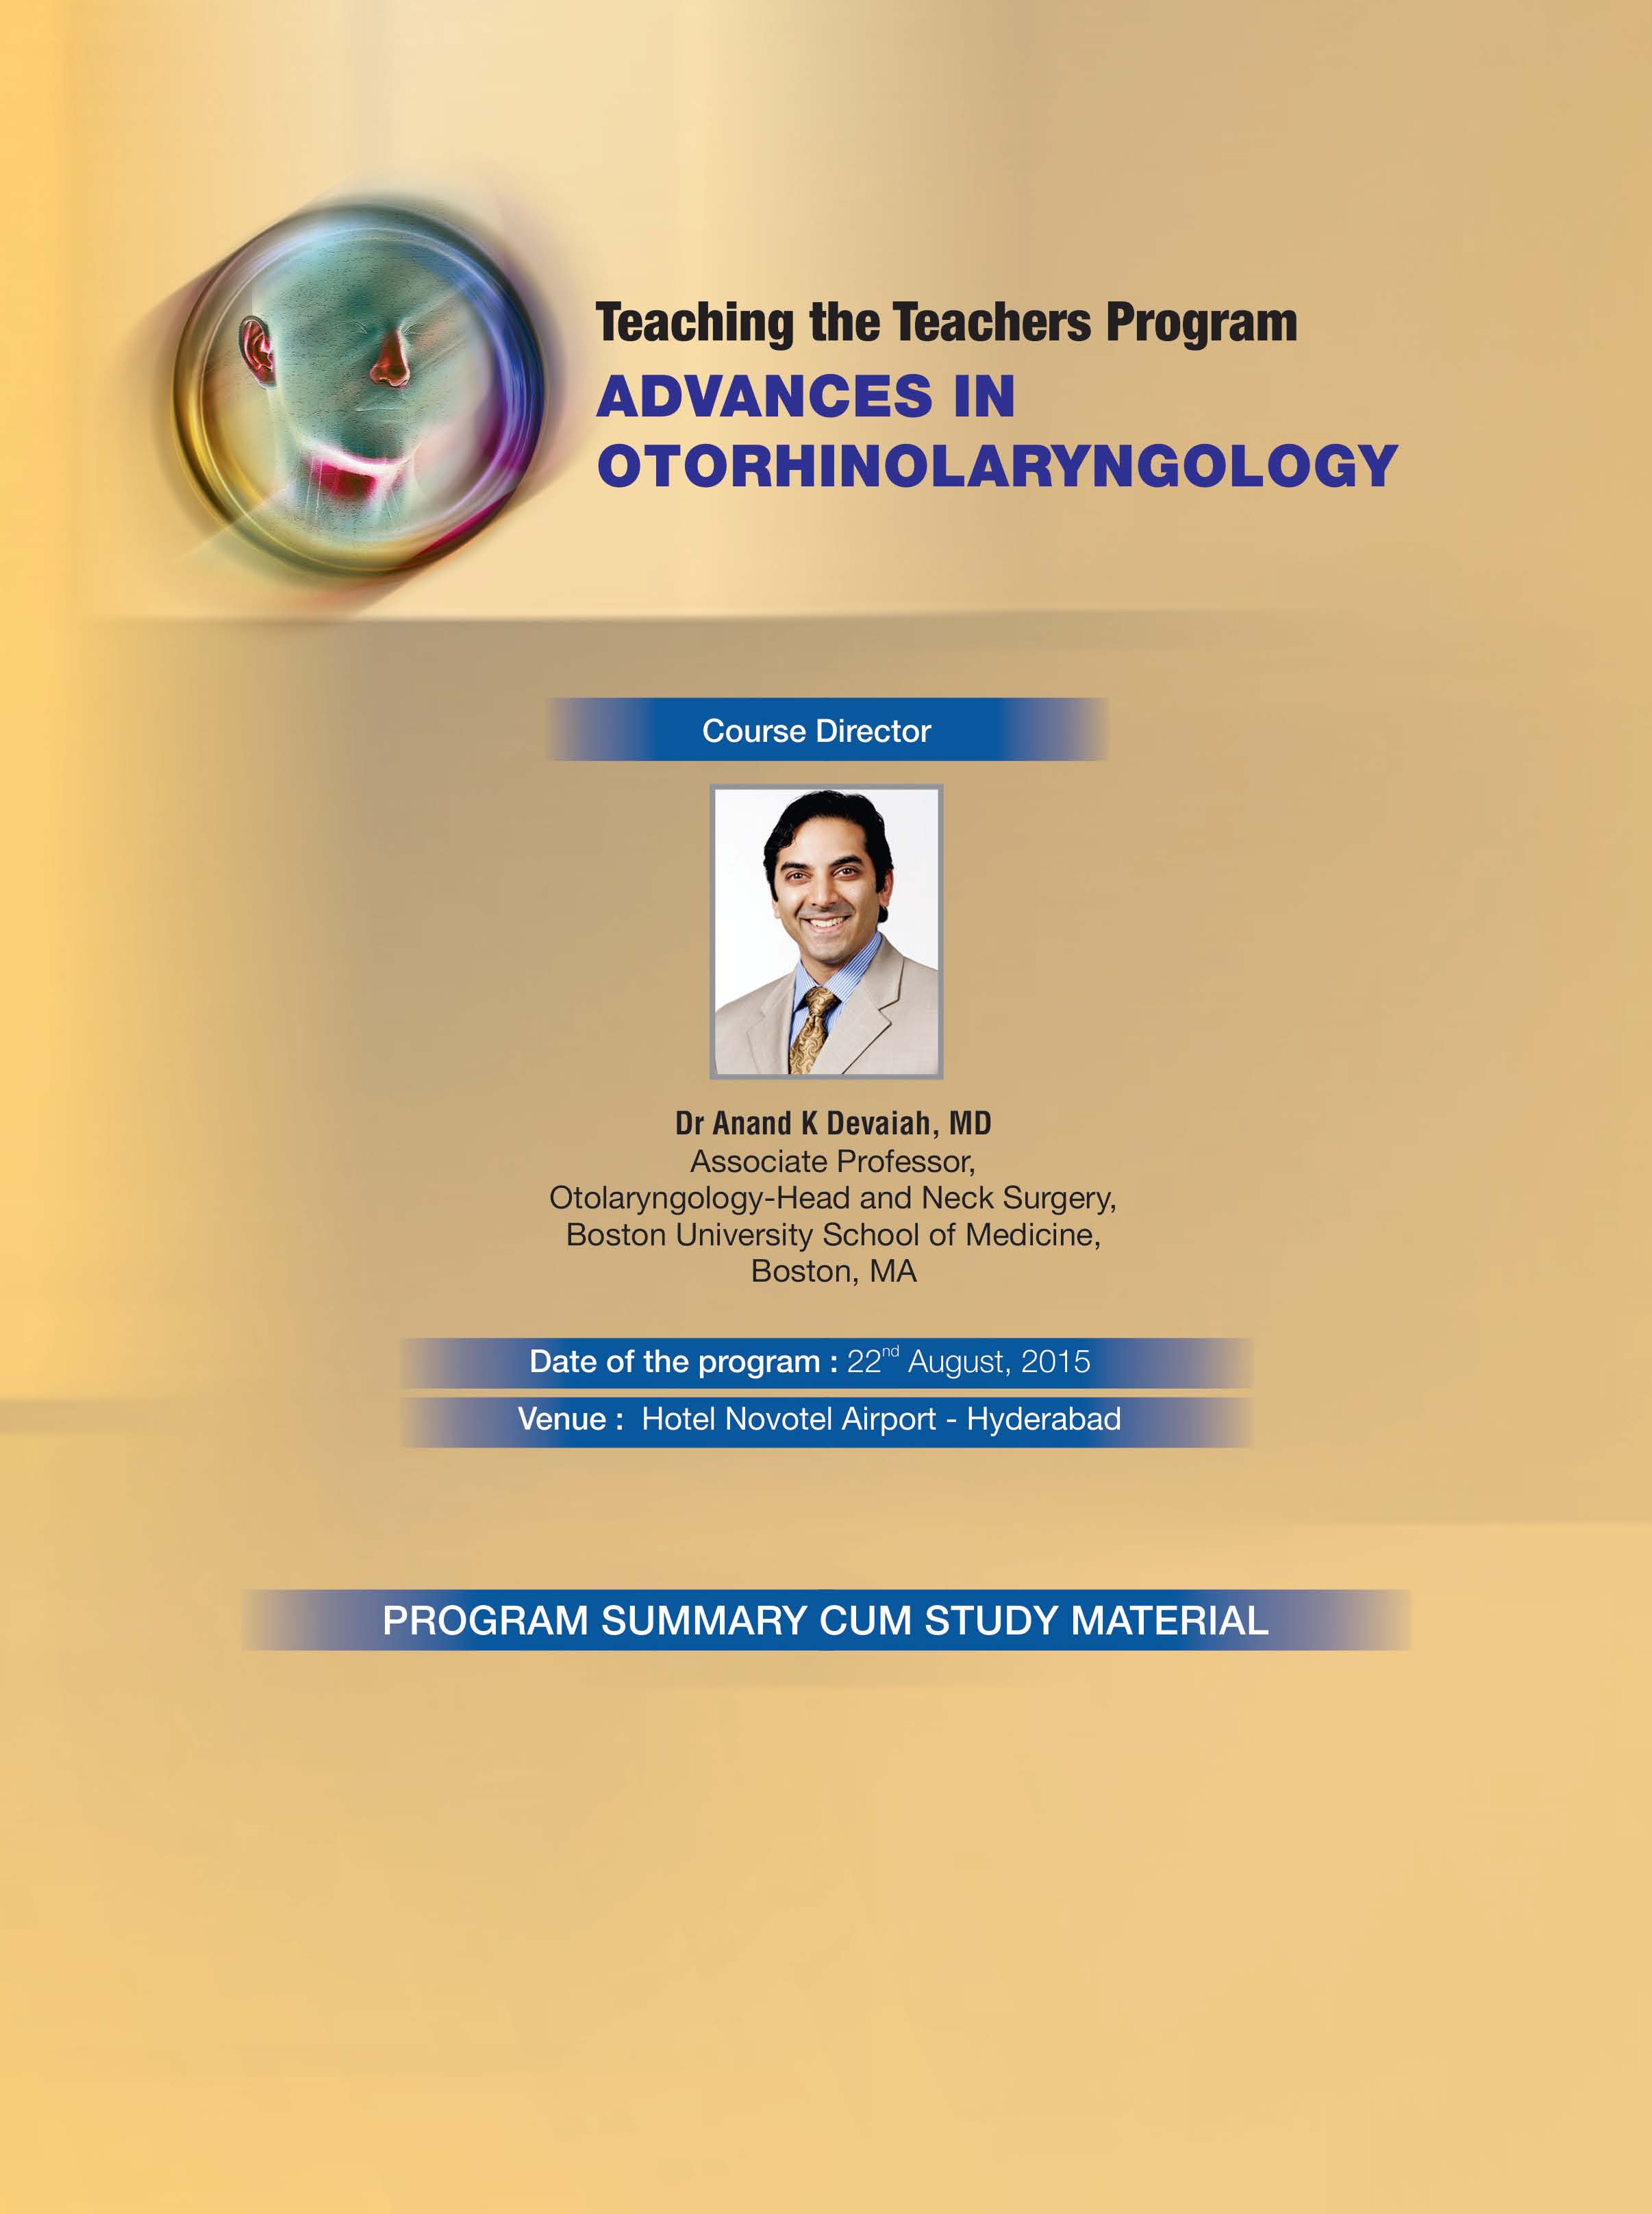 Teaching the Teachers Program
ADVANCES IN
OTORHINOLARYNGOLOGY
Course Director
Dr Anand K Devaiah, MD
Associate Professor,
Otolaryngology-Head and Neck Surgery,
Boston University School of Medicine,
Boston, MA
Date of the program : 22nd August, 2015
Venue : Hotel Novotel Airport - Hyderabad
PROGRAM SUMMARY CUM STUDY MATERIAL